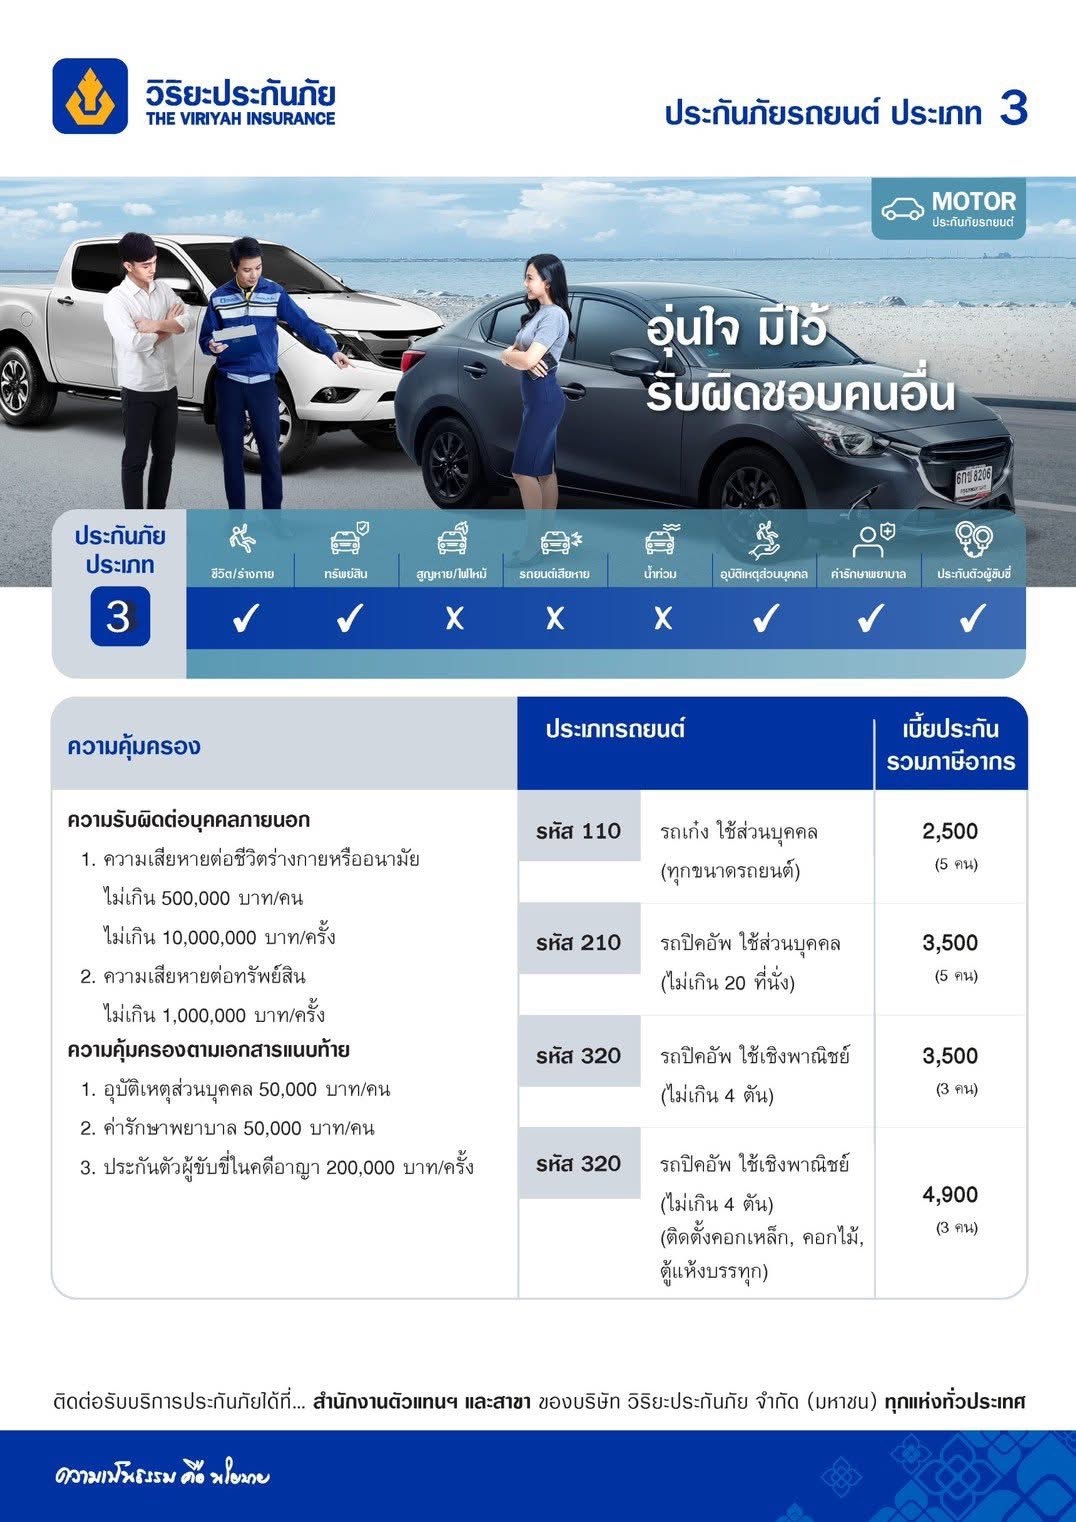 วิริยะประกันภัย
THE VIRIYAH INSURANCE
ประกันภัยรถยนต์ ประเภท 3
MOTOR
ประกันภัยรถยนต์
อุ่นใจ มีไว้
รับผิดชอบคนอื่น
6กข 8206
กรุงเทพมหานคร
ประกันภัย
ประเภท
3
ชีวิต/ร่างกาย ทรัพย์สิน สูญหาย/ไฟไหม้ รถยนต์เสียหาย น้ำท่วม อุบัติเหตุส่วนบุคคล ค่ารักษาพยาบาล ประกันตัวผู้ขับขี่
✓ ✓ X X X ✓ ✓ ✓
ความคุ้มครอง
ประเภทรถยนต์
เบี้ยประกัน
รวมภาษีอากร
ความรับผิดต่อบุคคลภายนอก
1. ความเสียหายต่อชีวิตร่างกายหรืออนามัย
ไม่เกิน 500,000 บาท/คน
ไม่เกิน 10,000,000 บาท/ครั้ง
2. ความเสียหายต่อทรัพย์สิน
ไม่เกิน 1,000,000 บาท/ครั้ง
ความคุ้มครองตามเอกสารแนบท้าย
1. อุบัติเหตุส่วนบุคคล 50,000 บาท/คน
2. ค่ารักษาพยาบาล 50,000 บาท/คน
3. ประกันตัวผู้ขับขี่ในคดีอาญา 200,000 บาท/ครั้ง
รหัส 110 รถเก๋ง ใช้ส่วนบุคคล 2,500
(ทุกขนาดรถยนต์) (5 คน)
รหัส 210 รถปิคอัพ ใช้ส่วนบุคคล 3,500
(ไม่เกิน 20 ที่นั่ง) (5 คน)
รหัส 320 รถปิคอัพ ใช้เชิงพาณิชย์ 3,500
(ไม่เกิน 4 ตัน) (3 คน)
รหัส 320 รถปิคอัพ ใช้เชิงพาณิชย์
(ไม่เกิน 4 ตัน) 4,900
(ติดตั้งคอกเหล็ก, คอกไม้, (3 คน)
ตู้แห้งบรรทุก)
ติดต่อรับบริการประกันภัยได้ที่... สำนักงานตัวแทนฯ และสาขา ของบริษัท วิริยะประกันภัย จำกัด (มหาชน) ทุกแห่งทั่วประเทศ
ความเป็นธรรม คือ นโยบาย